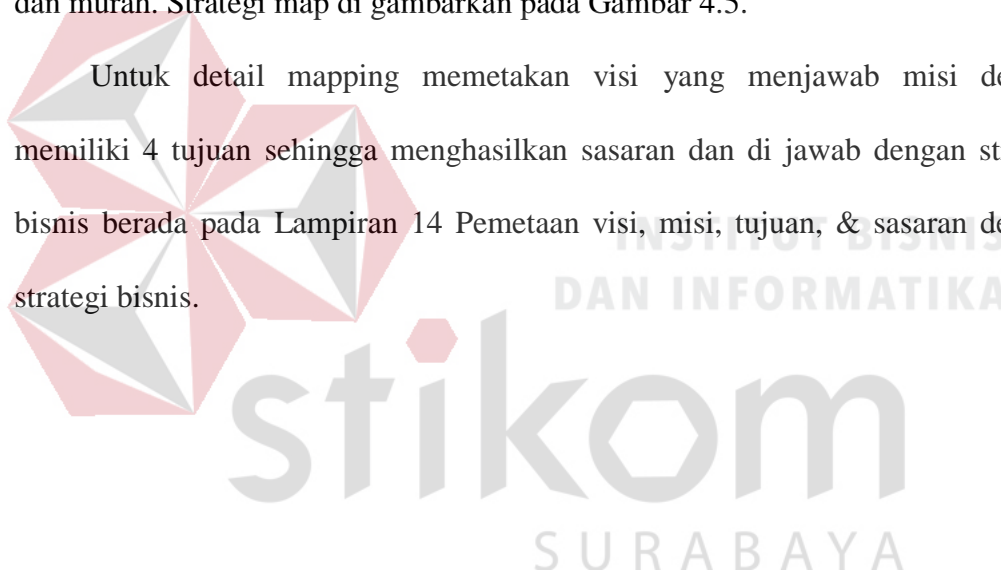 dan murah. Strategi map di gambarkan pada Gambar 4.5.
Untuk detail mapping memetakan visi yang menjawab misi de
memiliki 4 tujuan sehingga menghasilkan sasaran dan di jawab dengan st
bisnis berada pada Lampiran 14 Pemetaan visi, misi, tujuan, & sasaran de
INSTITUT BISNIS
strategi bisnis.
DAN INFORMATIKA
stikom
SURABAYA